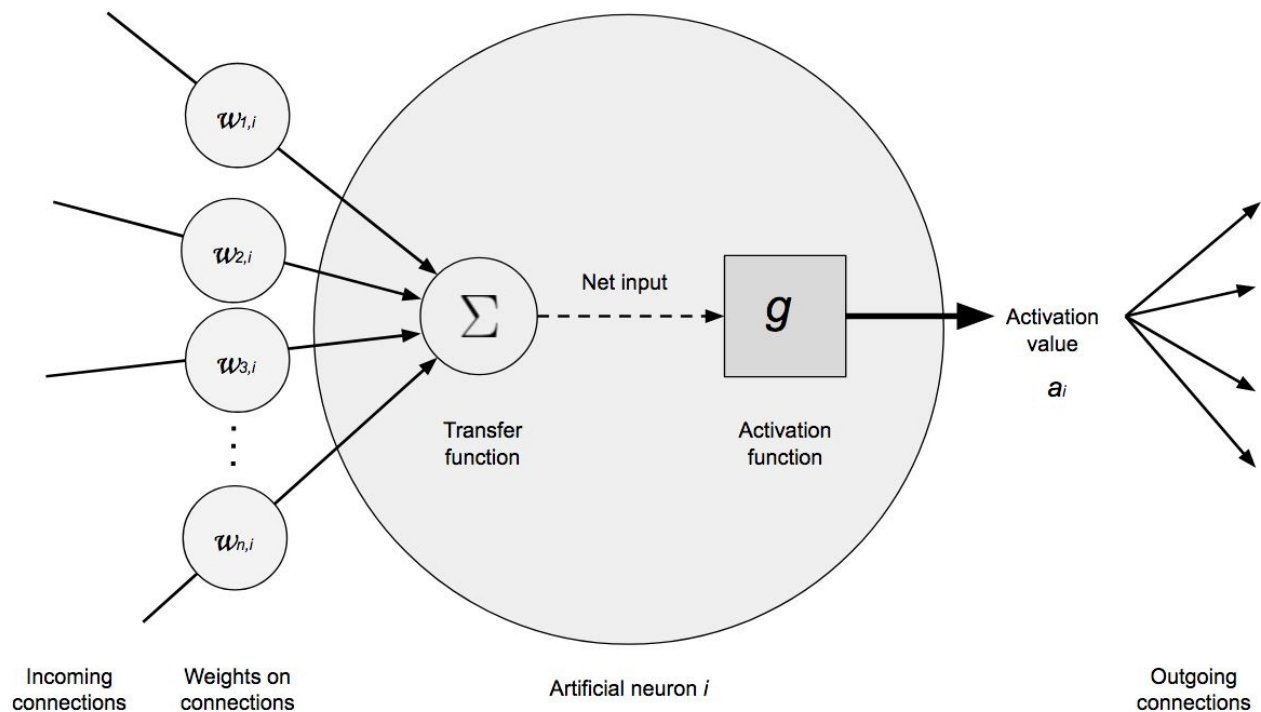 w1,i
w2,i
w3,i
wn,i
Σ
Net input
g
Transfer
function
Activation
function
Activation
value
ai
Incoming
connections
Weights on
connections
Artificial neuron i
Outgoing
connections